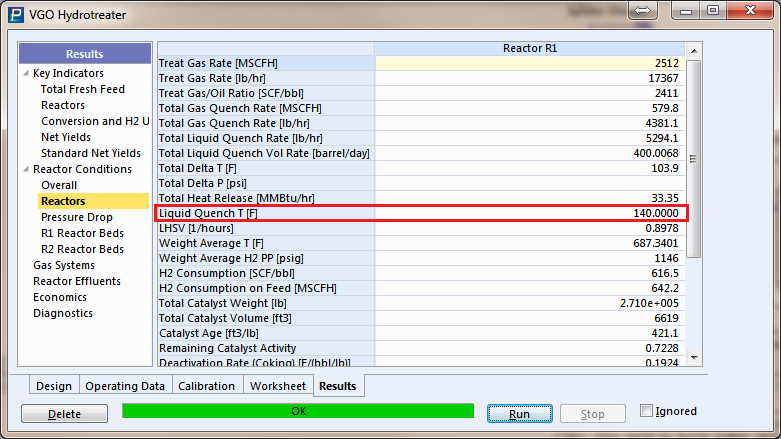 VGO Hydrotreater
Results
Key Indicators
Total Fresh Feed
Reactors
Conversion and H2 U
Net Yields
Standard Net Yields
Reactor Conditions
Overall
Reactors
Pressure Drop
R1 Reactor Beds
R2 Reactor Beds
Gas Systems
Reactor Effluents
Economics
Diagnostics
Reactor R1
Treat Gas Rate [MSCFH] 2512
Treat Gas Rate [lb/hr] 17367
Treat Gas/Oil Ratio [SCF/bbl] 2411
Total Gas Quench Rate [MSCFH] 579.8
Total Gas Quench Rate [lb/hr] 4381.1
Total Liquid Quench Rate [lb/hr] 5294.1
Total Liquid Quench Vol Rate [barrel/day] 400.0068
Total Delta T [F] 103.9
Total Delta P [psi]
Total Heat Release [MMBtu/hr] 33.35
Liquid Quench T [F] 140.0000
LHSV [1/hours] 0.8978
Weight Average T [F] 687.3401
Weight Average H2 PP [psig] 1146
H2 Consumption [SCF/bbl] 616.5
H2 Consumption on Feed [MSCFH] 642.2
Total Catalyst Weight [lb] 2.710e+005
Total Catalyst Volume [ft3] 6619
Catalyst Age [ft3/lb] 421.1
Remaining Catalyst Activity 0.7228
Deactivation Rate (Coking) [F/(bbl/lb)] 0.1924
Design Operating Data Calibration Worksheet Results
Delete OK Run Stop Ignored